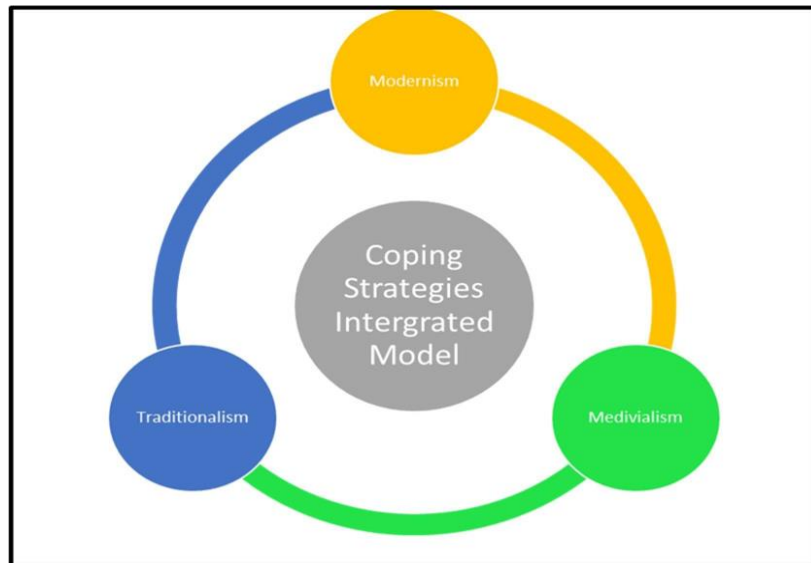 Modernism
Coping
Strategies
Intergrated
Model
Traditionalism
Medivialism